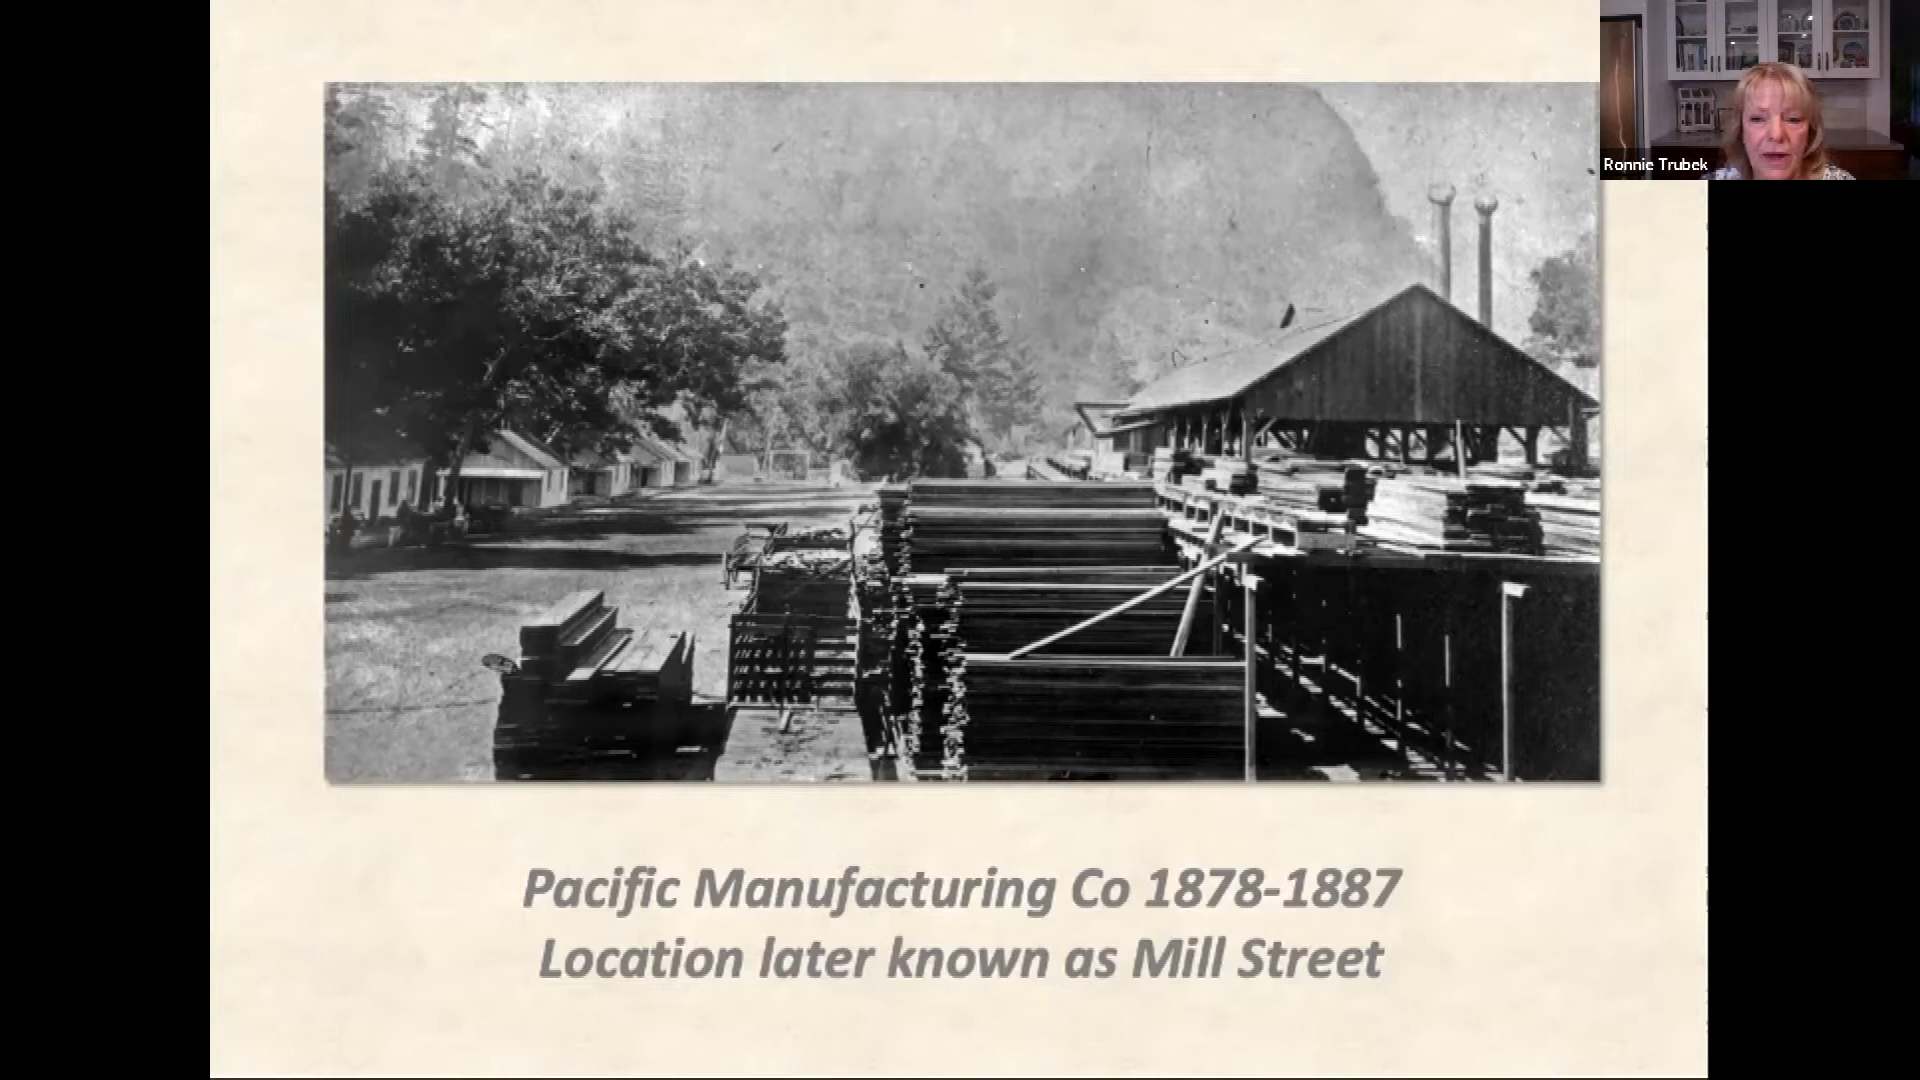 Ronnie Trubek
Pacific Manufacturing Co 1878-1887
Location later known as Mill Street